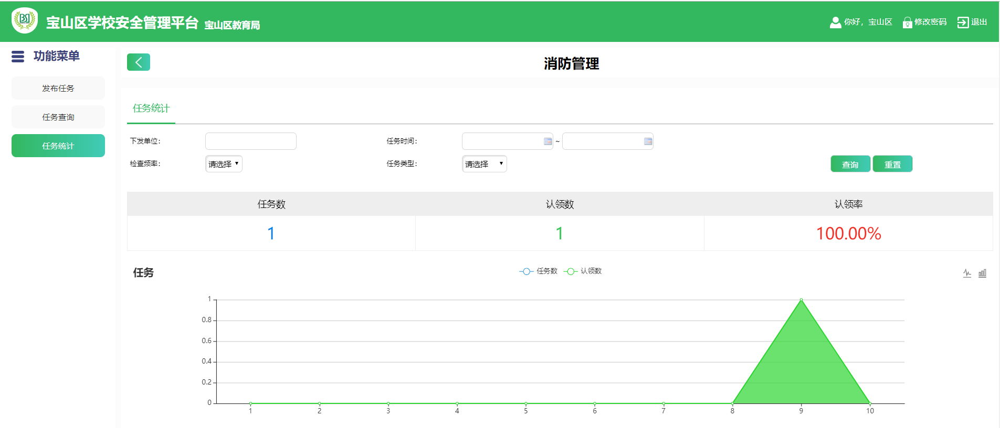 宝山区学校安全管理平台 宝山区教育局
你好，宝山区 修改密码 退出
功能菜单
发布任务
任务查询
任务统计
消防管理
任务统计
下发单位： 任务时间： ~
检查频率： 请选择 任务类型： 请选择 查询 重置
任务数 认领数 认领率
1 1 100.00%
任务 任务数 认领数
1
0.8
0.6
0.4
0.2
0
1 2 3 4 5 6 7 8 9 10